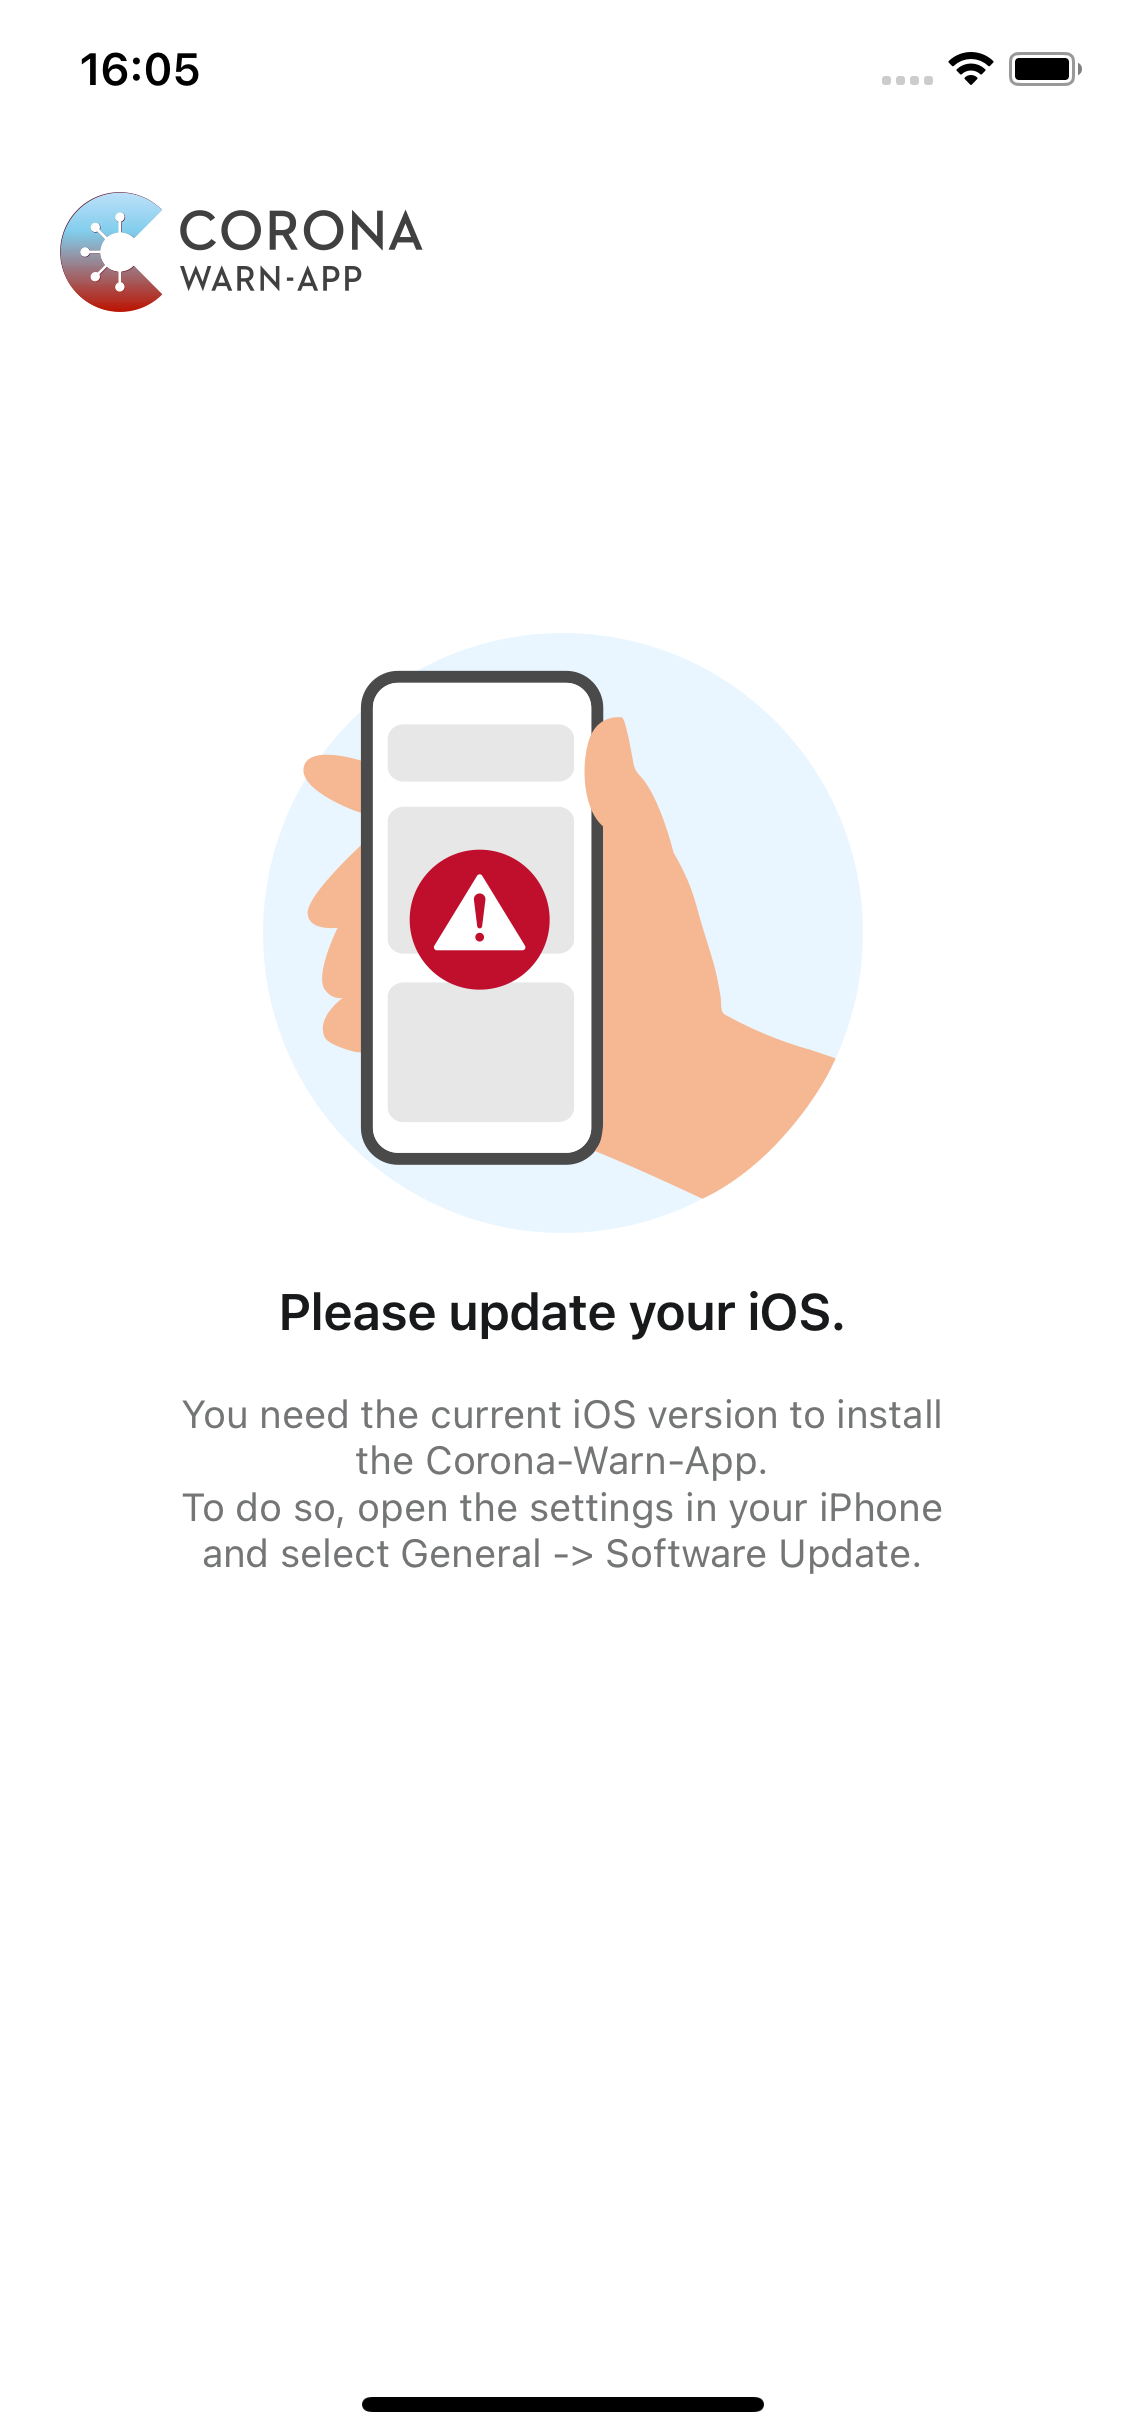 16:05
CORONA
WARN-APP
Please update your iOS.
You need the current iOS version to install
the Corona-Warn-App.
To do so, open the settings in your iPhone
and select General -> Software Update.